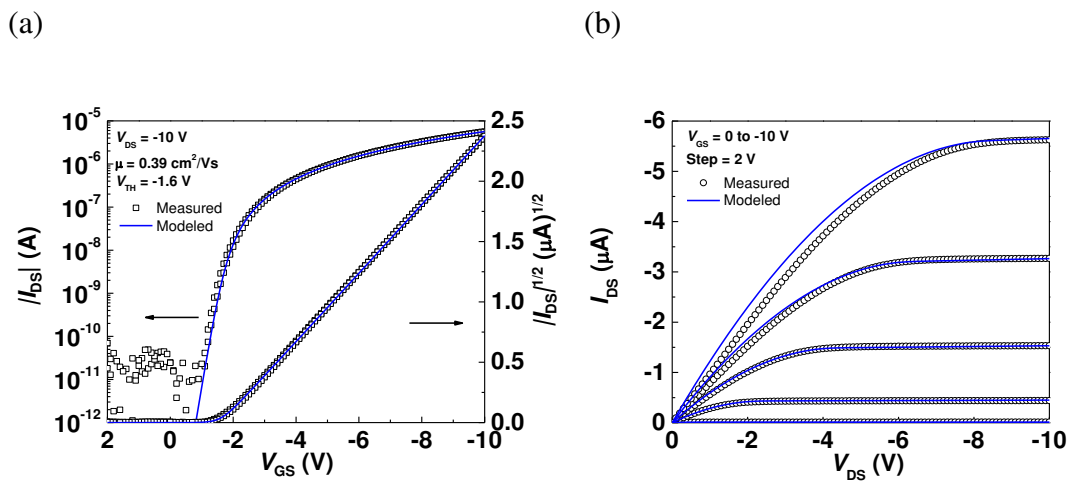 (a)
(b)
V_DS = -10 V
μ = 0.39 cm²/Vs
V_TH = -1.6 V
Measured
Modeled
10⁻⁵
10⁻⁶
10⁻⁷
10⁻⁸
10⁻⁹
10⁻¹⁰
10⁻¹¹
10⁻¹²
|I_DS| (A)
2 0 -2 -4 -6 -8 -10
V_GS (V)
2.5
2.0
1.5
1.0
0.5
0.0
|I_DS|^1/2 (μA)^1/2
V_GS = 0 to -10 V
Step = 2 V
Measured
Modeled
-6
-5
-4
-3
-2
-1
0
I_DS (μA)
0 -2 -4 -6 -8 -10
V_DS (V)